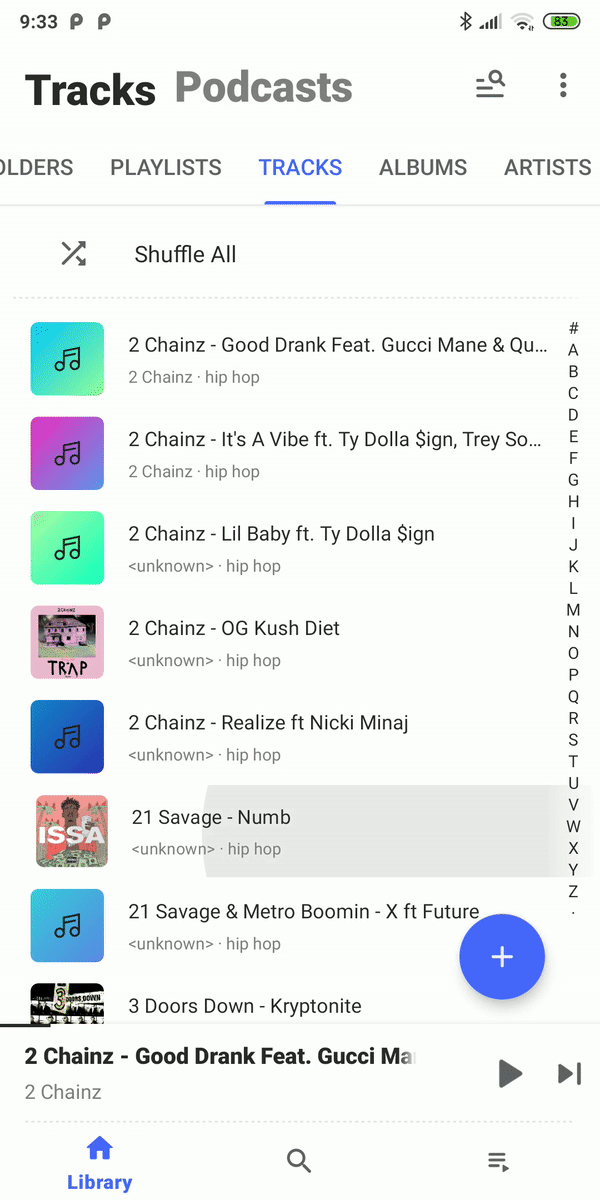 9:33 83
Tracks Podcasts
OLDERS PLAYLISTS TRACKS ALBUMS ARTISTS
Shuffle All
2 Chainz - Good Drank Feat. Gucci Mane & Qu...
2 Chainz · hip hop
2 Chainz - It's A Vibe ft. Ty Dolla $ign, Trey So...
2 Chainz · hip hop
2 Chainz - Lil Baby ft. Ty Dolla $ign
<unknown> · hip hop
2 CHAINZ
TRAP
2 Chainz - OG Kush Diet
<unknown> · hip hop
2 Chainz - Realize ft Nicki Minaj
<unknown> · hip hop
ISSA
21 Savage - Numb
<unknown> · hip hop
21 Savage & Metro Boomin - X ft Future
<unknown> · hip hop
3 DOORS DOWN
3 Doors Down - Kryptonite
#
A
B
C
D
E
F
G
H
I
J
K
L
M
N
O
P
Q
R
S
T
U
V
W
X
Y
Z
.
2 Chainz - Good Drank Feat. Gucci Ma
2 Chainz
Library